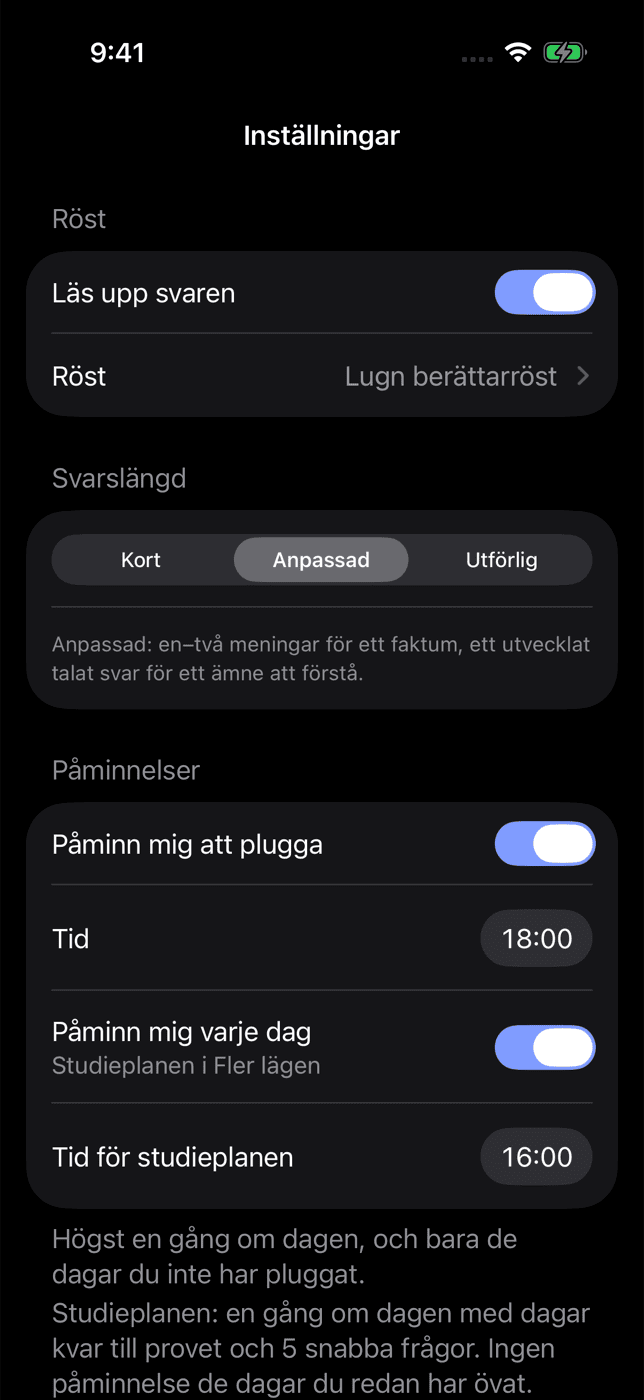 9:41
Inställningar
Röst
Läs upp svaren
Röst Lugn berättarröst
Svarslängd
Kort Anpassad Utförlig
Anpassad: en–två meningar för ett faktum, ett utvecklat
talat svar för ett ämne att förstå.
Påminnelser
Påminn mig att plugga
Tid 18:00
Påminn mig varje dag
Studieplanen i Fler lägen
Tid för studieplanen 16:00
Högst en gång om dagen, och bara de
dagar du inte har pluggat.
Studieplanen: en gång om dagen med dagar
kvar till provet och 5 snabba frågor. Ingen
påminnelse de dagar du redan har övat.